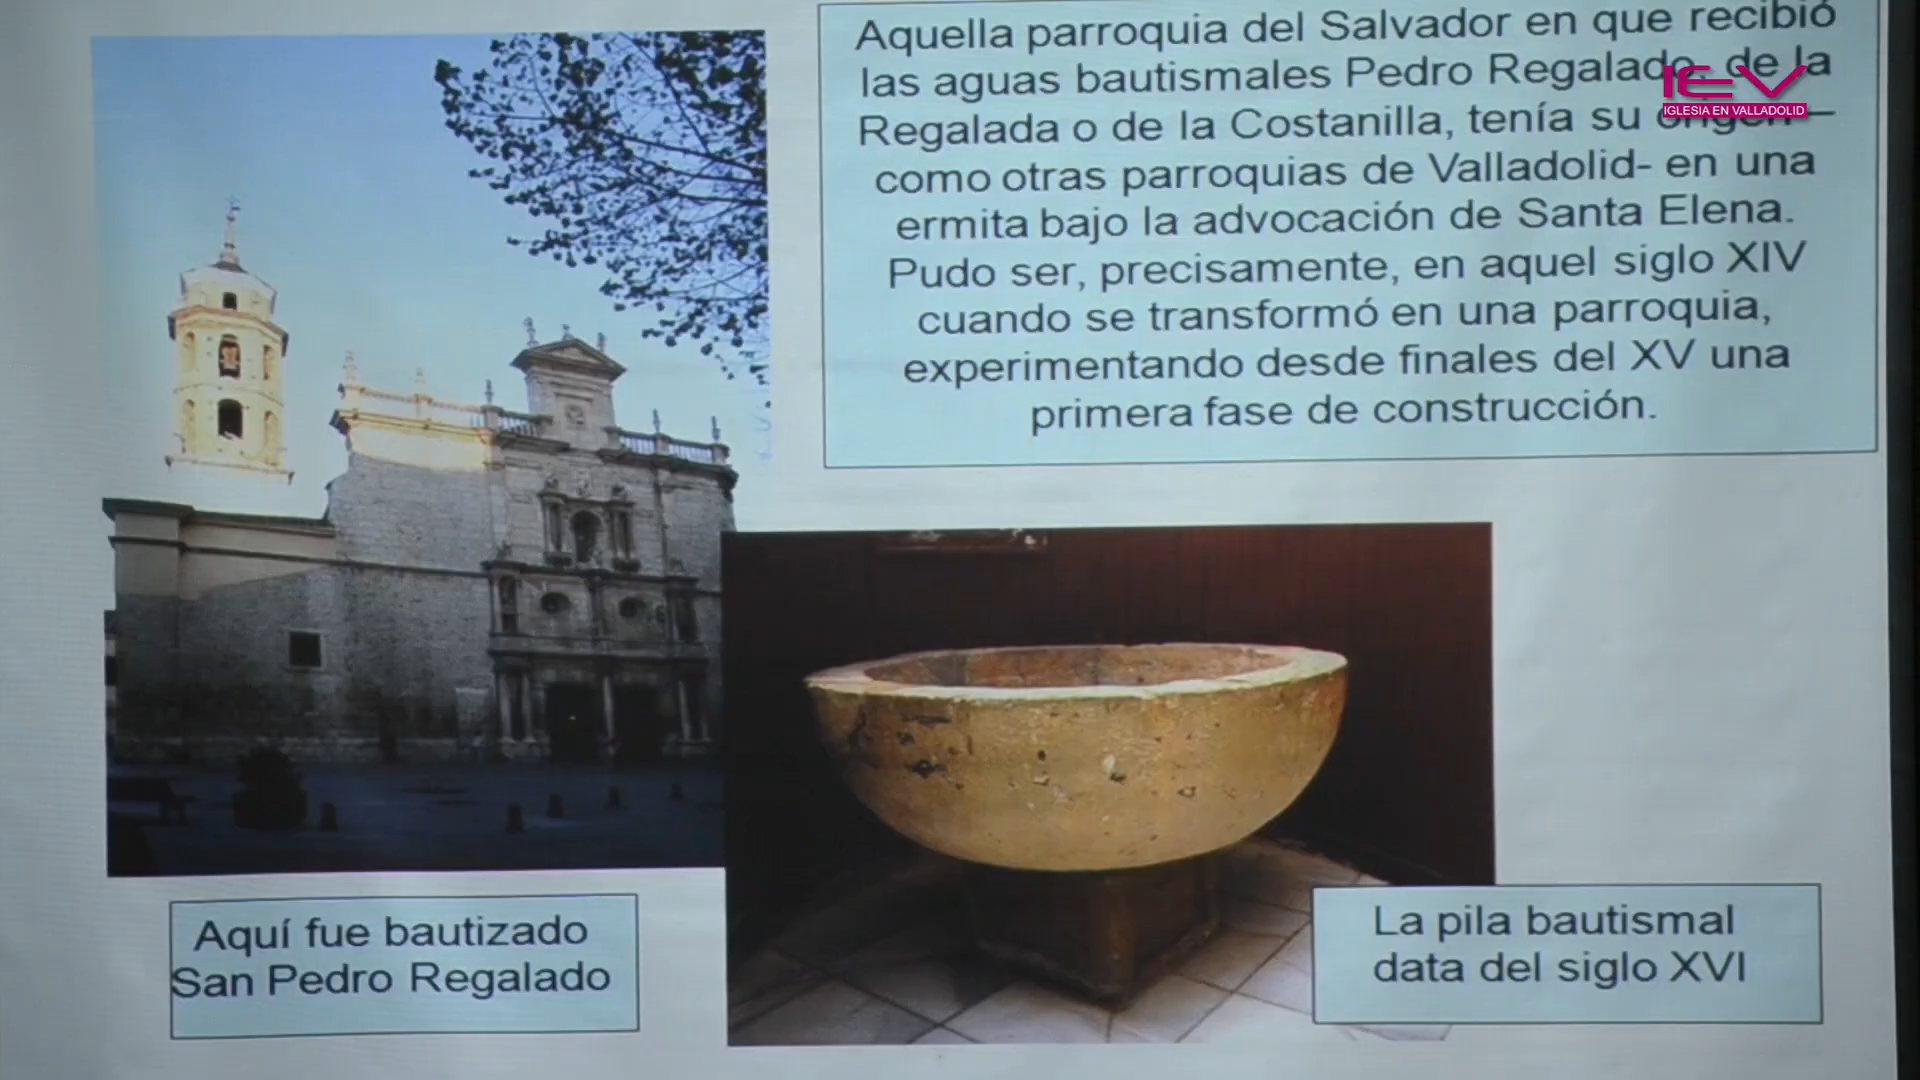 Aquella parroquia del Salvador en que recibió
las aguas bautismales Pedro Regalado, de la
Regalada o de la Costanilla, tenía su origen –
como otras parroquias de Valladolid- en una
ermita bajo la advocación de Santa Elena.
Pudo ser, precisamente, en aquel siglo XIV
cuando se transformó en una parroquia,
experimentando desde finales del XV una
primera fase de construcción.
IEV
IGLESIA EN VALLADOLID
Aquí fue bautizado
San Pedro Regalado
La pila bautismal
data del siglo XVI